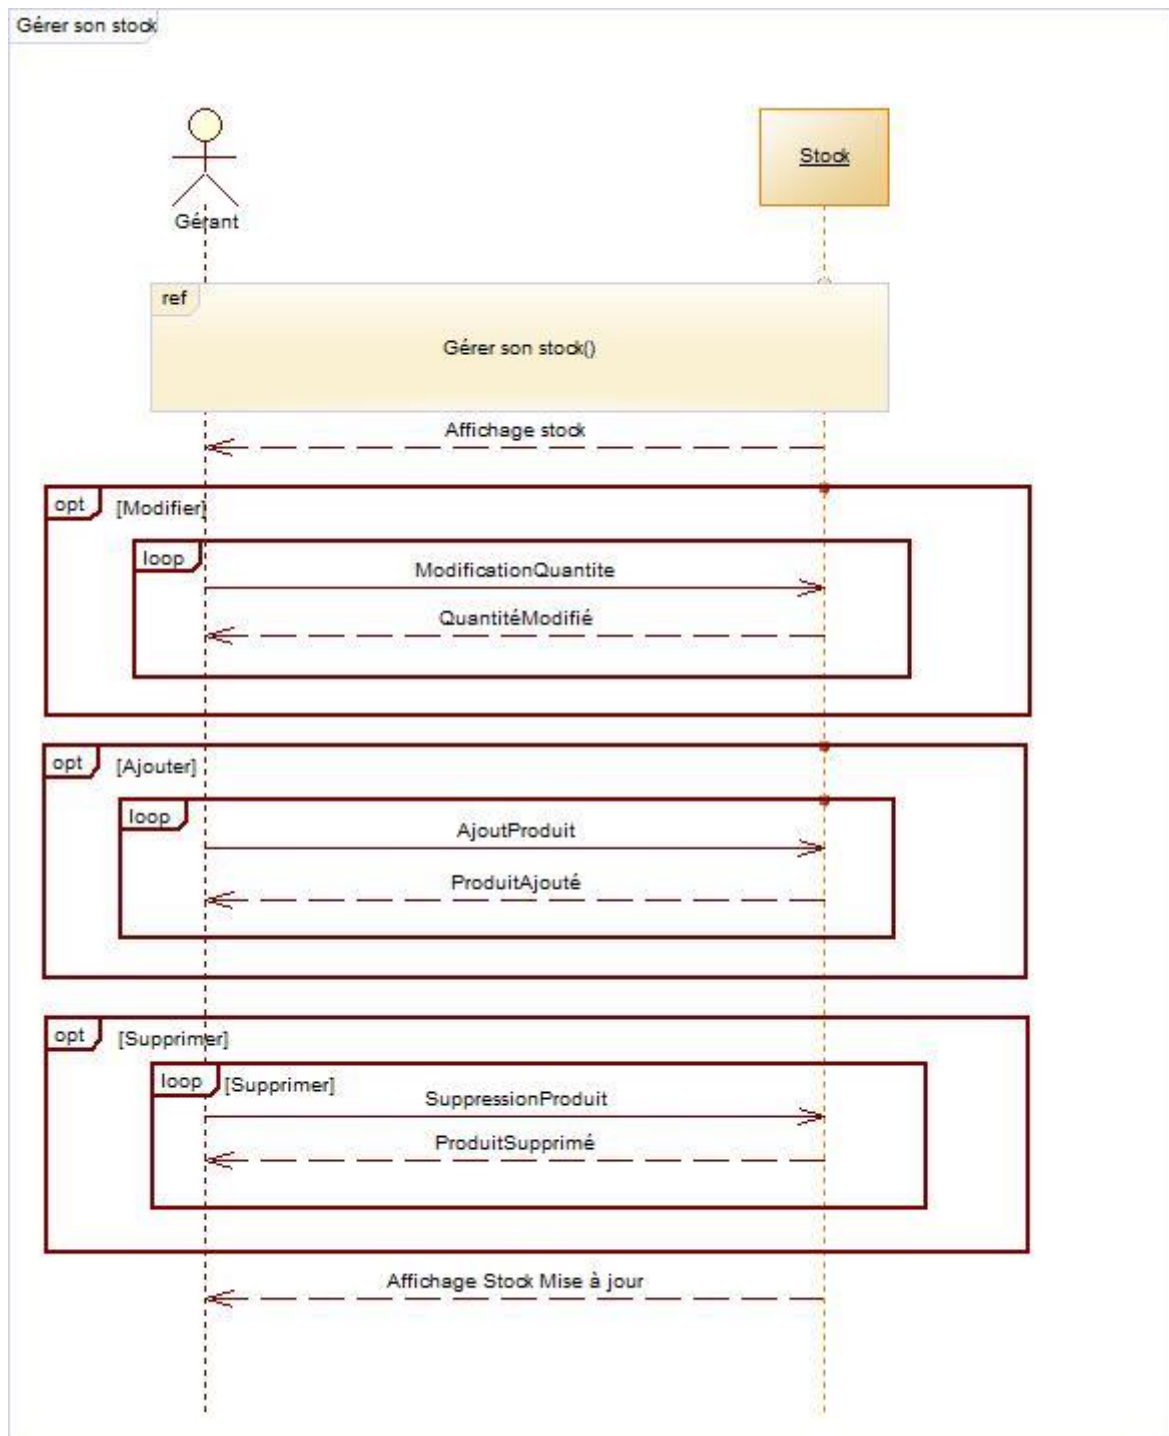 Gérer son stock
Gérant
Stock
ref
Gérer son stock()
Affichage stock
opt [Modifier]
loop
ModificationQuantite
QuantitéModifié
opt [Ajouter]
loop
AjoutProduit
ProduitAjouté
opt [Supprimer]
loop [Supprimer]
SuppressionProduit
ProduitSupprimé
Affichage Stock Mise à jour